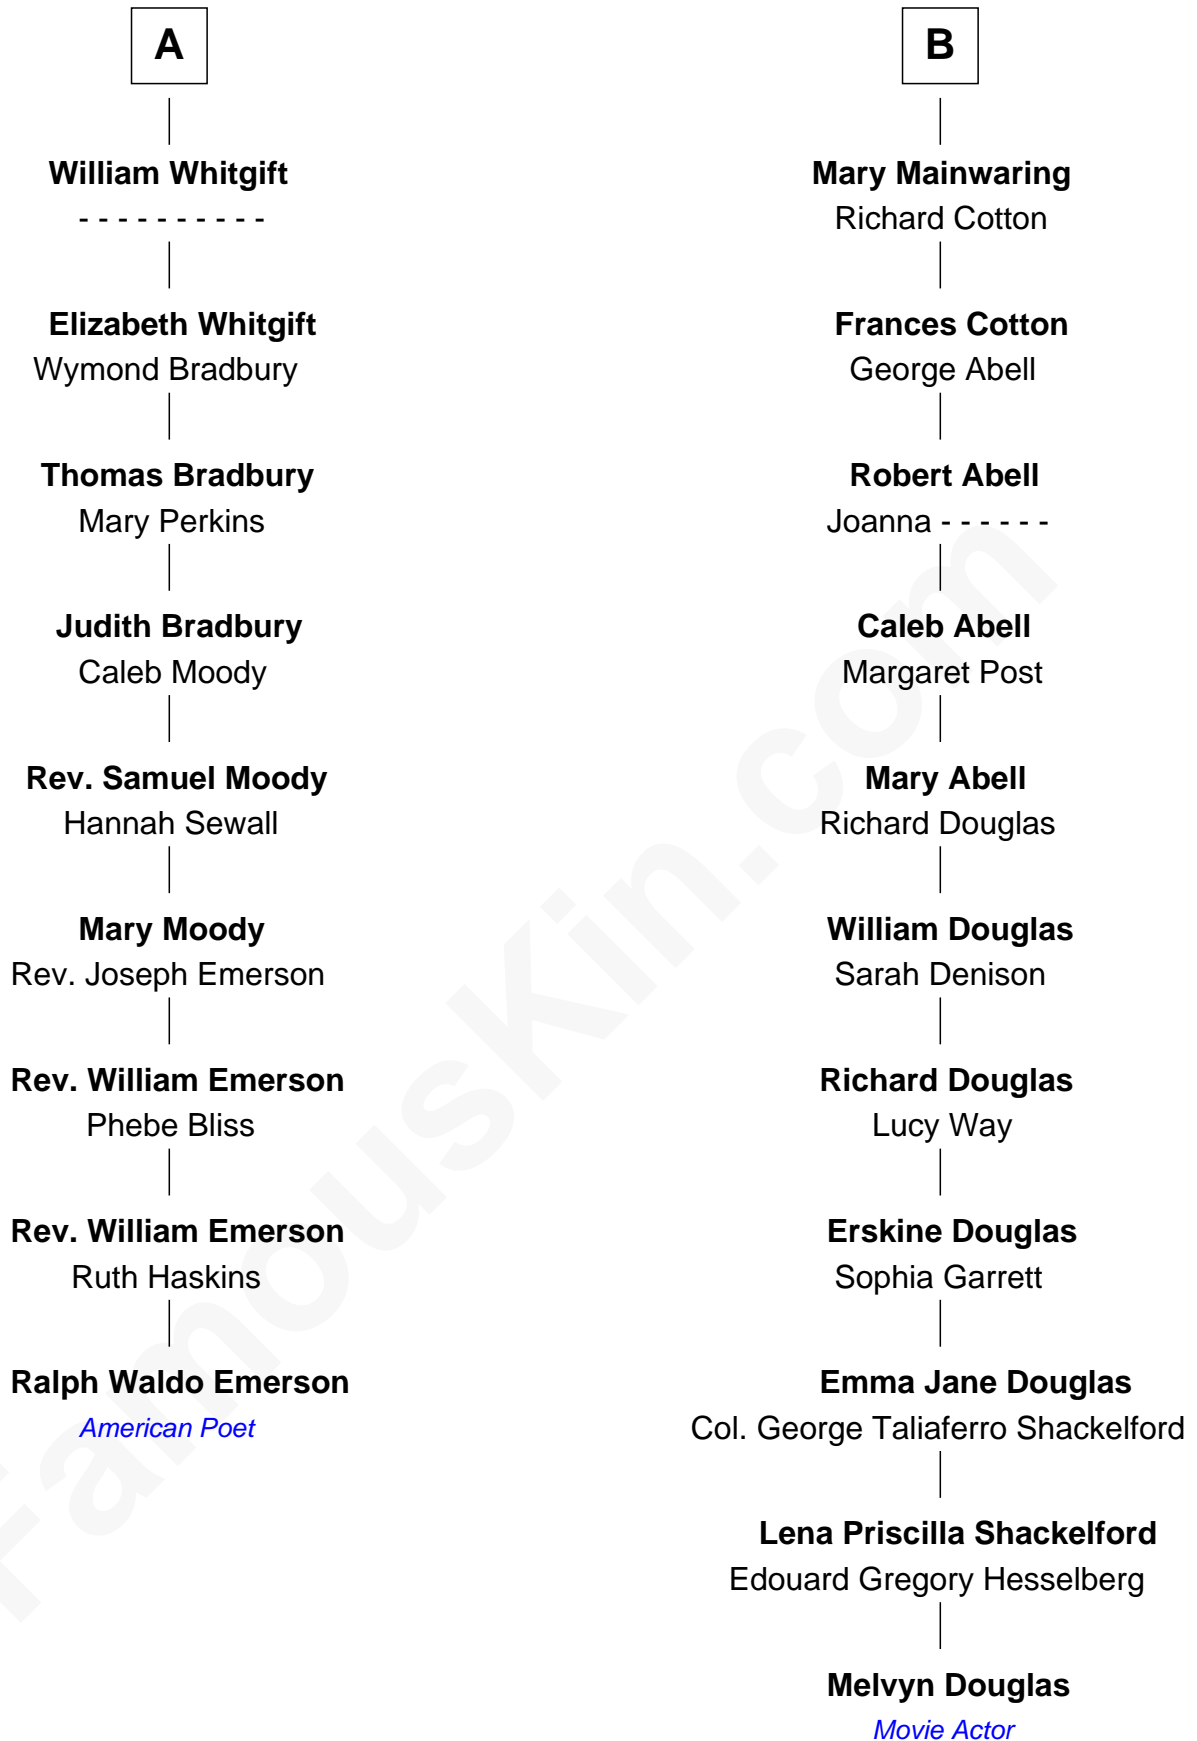 A
William Whitgift
- - - - - - - - - -
Elizabeth Whitgift
Wymond Bradbury
Thomas Bradbury
Mary Perkins
Judith Bradbury
Caleb Moody
Rev. Samuel Moody
Hannah Sewall
Mary Moody
Rev. Joseph Emerson
Rev. William Emerson
Phebe Bliss
Rev. William Emerson
Ruth Haskins
Ralph Waldo Emerson
American Poet
B
Mary Mainwaring
Richard Cotton
Frances Cotton
George Abell
Robert Abell
Joanna - - - - - -
Caleb Abell
Margaret Post
Mary Abell
Richard Douglas
William Douglas
Sarah Denison
Richard Douglas
Lucy Way
Erskine Douglas
Sophia Garrett
Emma Jane Douglas
Col. George Taliaferro Shackelford
Lena Priscilla Shackelford
Edouard Gregory Hesselberg
Melvyn Douglas
Movie Actor
FamousKin.com